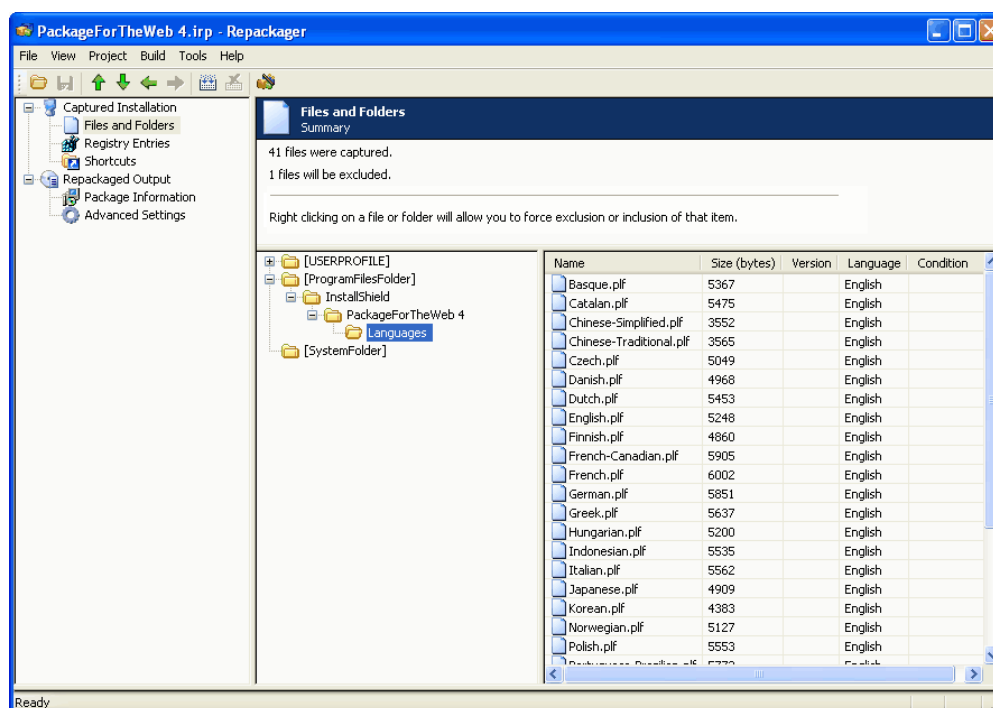 PackageForTheWeb 4.irp - Repackager
File View Project Build Tools Help
Captured Installation
Files and Folders
Registry Entries
Shortcuts
Repackaged Output
Package Information
Advanced Settings
Files and Folders
Summary
41 files were captured.
1 files will be excluded.
Right clicking on a file or folder will allow you to force exclusion or inclusion of that item.
[USERPROFILE]
[ProgramFilesFolder]
InstallShield
PackageForTheWeb 4
Languages
[SystemFolder]
Name Size (bytes) Version Language Condition
Basque.plf 5367 English
Catalan.plf 5475 English
Chinese-Simplified.plf 3552 English
Chinese-Traditional.plf 3565 English
Czech.plf 5049 English
Danish.plf 4968 English
Dutch.plf 5453 English
English.plf 5248 English
Finnish.plf 4860 English
French-Canadian.plf 5905 English
French.plf 6002 English
German.plf 5851 English
Greek.plf 5637 English
Hungarian.plf 5200 English
Indonesian.plf 5535 English
Italian.plf 5562 English
Japanese.plf 4909 English
Korean.plf 4383 English
Norwegian.plf 5127 English
Polish.plf 5553 English
Ready